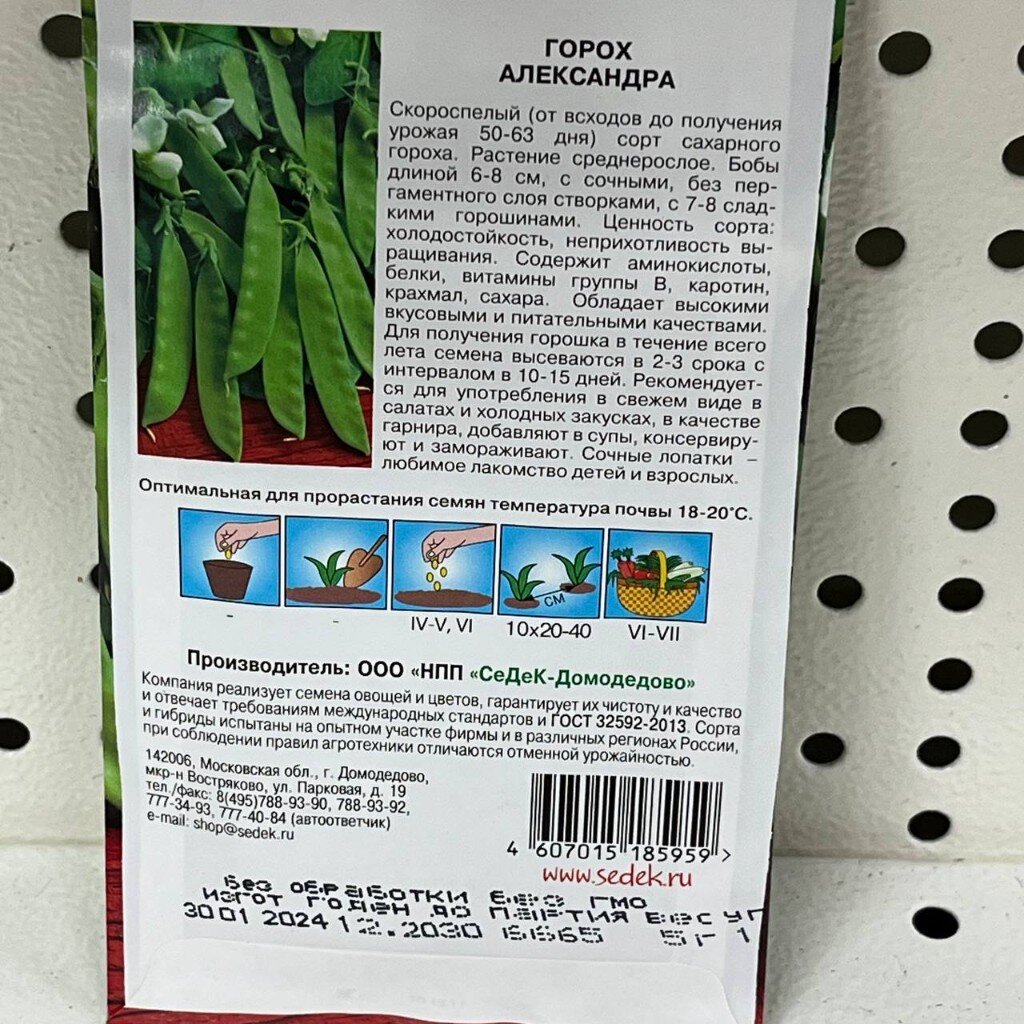 ГОРОХ
АЛЕКСАНДРА
Скороспелый (от всходов до получения
урожая 50-63 дня) сорт сахарного
гороха. Растение среднерослое. Бобы
длиной 6-8 см, с сочными, без пер-
гаментного слоя створками, с 7-8 слад-
кими горошинами. Ценность сорта:
холодостойкость, неприхотливость вы-
ращивания. Содержит аминокислоты,
белки, витамины группы В, каротин,
крахмал, сахара. Обладает высокими
вкусовыми и питательными качествами.
Для получения горошка в течение всего
лета семена высеваются в 2-3 срока с
интервалом в 10-15 дней. Рекомендует-
ся для употребления в свежем виде в
салатах и холодных закусках, в качестве
гарнира, добавляют в супы, консервиру-
ют и замораживают. Сочные лопатки –
любимое лакомство детей и взрослых.
Оптимальная для прорастания семян температура почвы 18-20°С.
СМ
- - IV-V, VI 10х20-40 VI-VII
Производитель: ООО «НПП «СеДеК-Домодедово»
Компания реализует семена овощей и цветов, гарантирует их чистоту и качество
и отвечает требованиям международных стандартов и ГОСТ 32592-2013. Сорта
и гибриды испытаны на опытном участке фирмы и в различных регионах России,
при соблюдении правил агротехники отличаются отменной урожайностью.
142006, Московская обл., г. Домодедово,
мкр-н Востряково, ул. Парковая, д. 19
тел./факс: 8(495)788-93-90, 788-93-92,
777-34-93, 777-40-84 (автоответчик)
e-mail: shop@sedek.ru
4 607015 185959 >
www.sedek.ru
Без ОБРАБОТКИ БЕЗ ГМО
ИЗГОТ ГОДЕН ДО ПАРТИЯ ВЕС УП
30 01 2024 12.2030 6665 5г 1